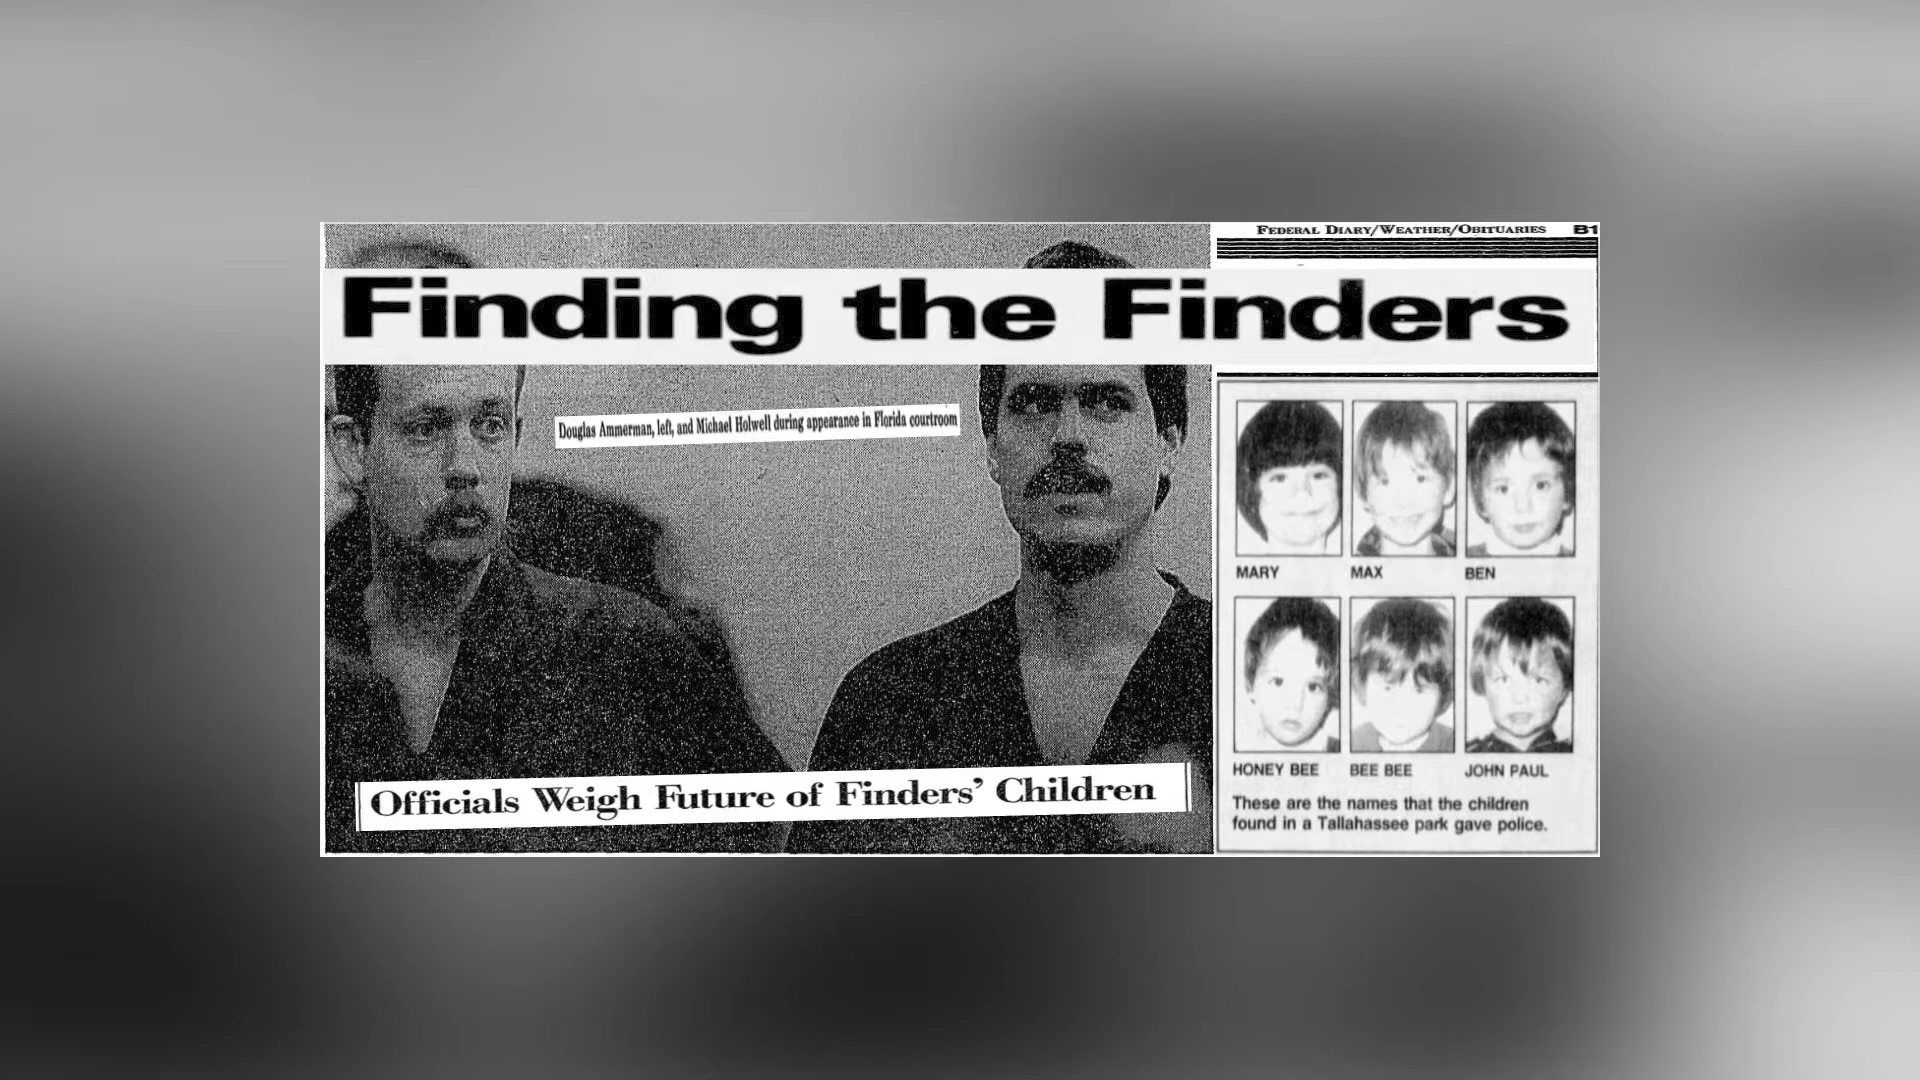 FEDERAL DIARY/WEATHER/OBITUARIES B1
Finding the Finders
Douglas Ammerman, left, and Michael Holwell during appearance in Florida courtroom
Officials Weigh Future of Finders' Children
MARY MAX BEN
HONEY BEE BEE BEE JOHN PAUL
These are the names that the children
found in a Tallahassee park gave police.